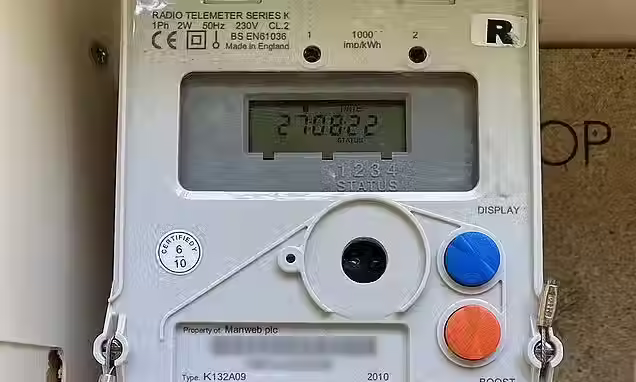 RADIO TELEMETER SERIES K
R
1Ph 2W 50Hz 230V CL.2
BS EN61036
Made in England
1
1000
imp/kWh
2
DATE
270822
STATUS
1 2 3 4
STATUS
OP
DISPLAY
CERTIFIED
6
10
Property of: Manweb plc
Type. K132A09
2010
BOOST